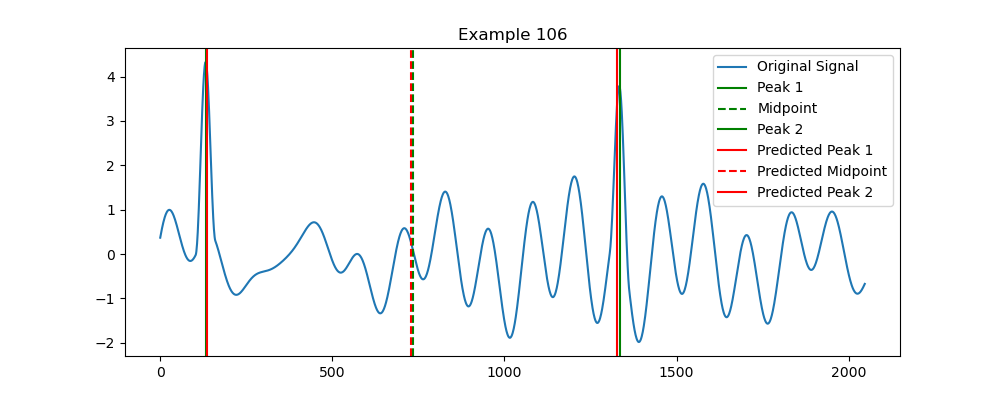 Example 106
Original Signal
Peak 1
Midpoint
Peak 2
Predicted Peak 1
Predicted Midpoint
Predicted Peak 2
4
3
2
1
0
−1
−2
0 500 1000 1500 2000